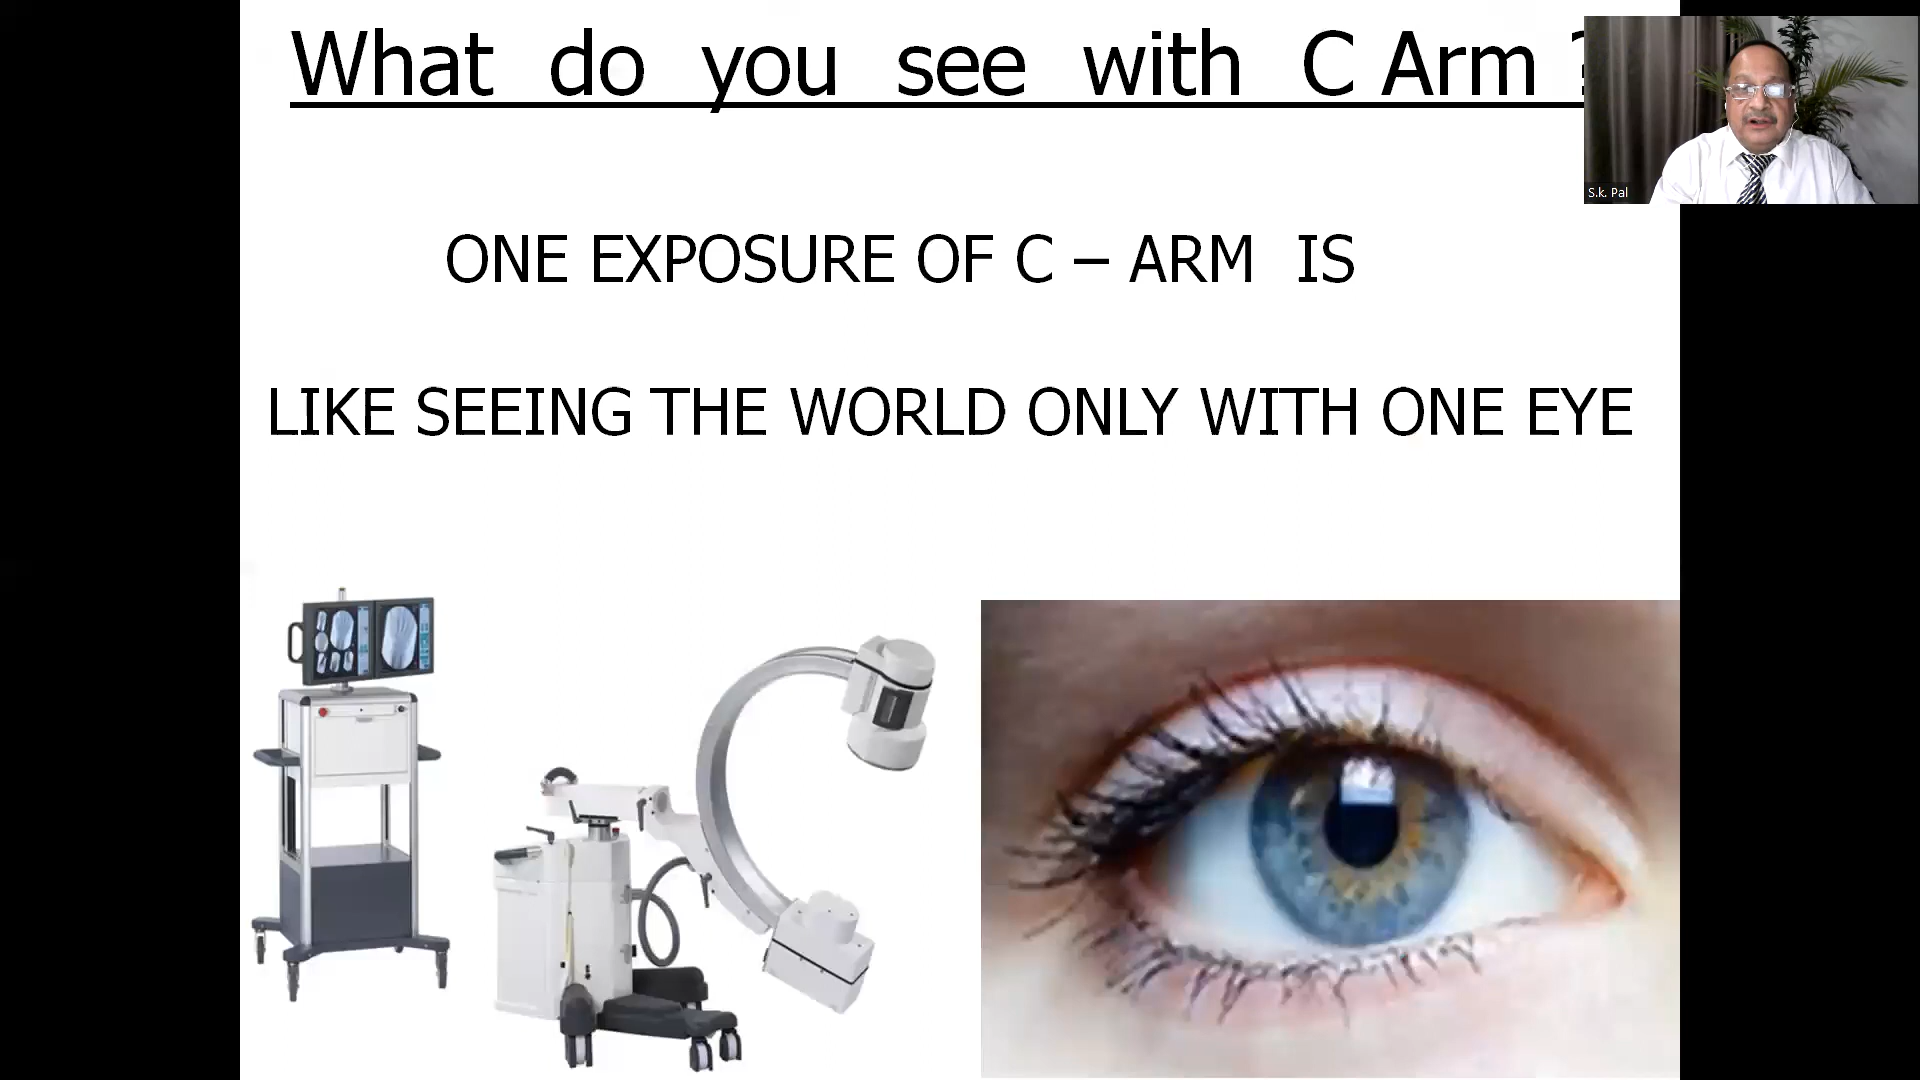 What do you see with C Arm ?
S.k. Pal
ONE EXPOSURE OF C – ARM IS
LIKE SEEING THE WORLD ONLY WITH ONE EYE